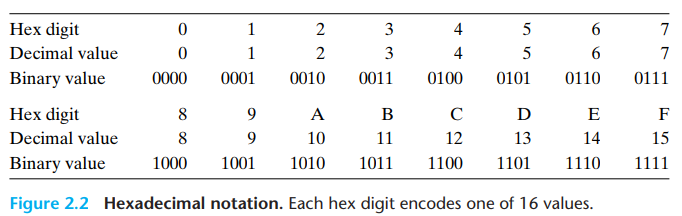 Hex digit 0 1 2 3 4 5 6 7
Decimal value 0 1 2 3 4 5 6 7
Binary value 0000 0001 0010 0011 0100 0101 0110 0111
Hex digit 8 9 A B C D E F
Decimal value 8 9 10 11 12 13 14 15
Binary value 1000 1001 1010 1011 1100 1101 1110 1111
Figure 2.2 Hexadecimal notation. Each hex digit encodes one of 16 values.